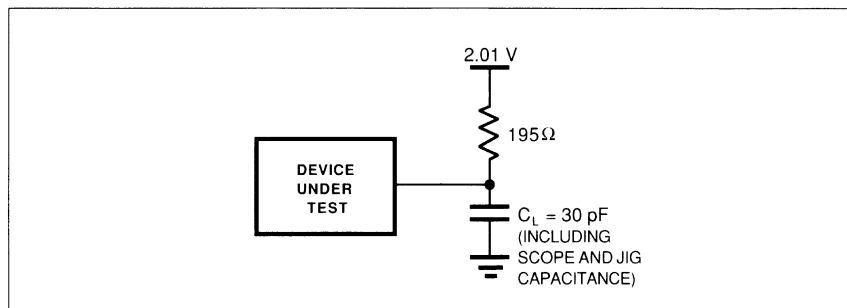 2.01 V
195Ω
DEVICE
UNDER
TEST
C_L = 30 pF
(INCLUDING
SCOPE AND JIG
CAPACITANCE)